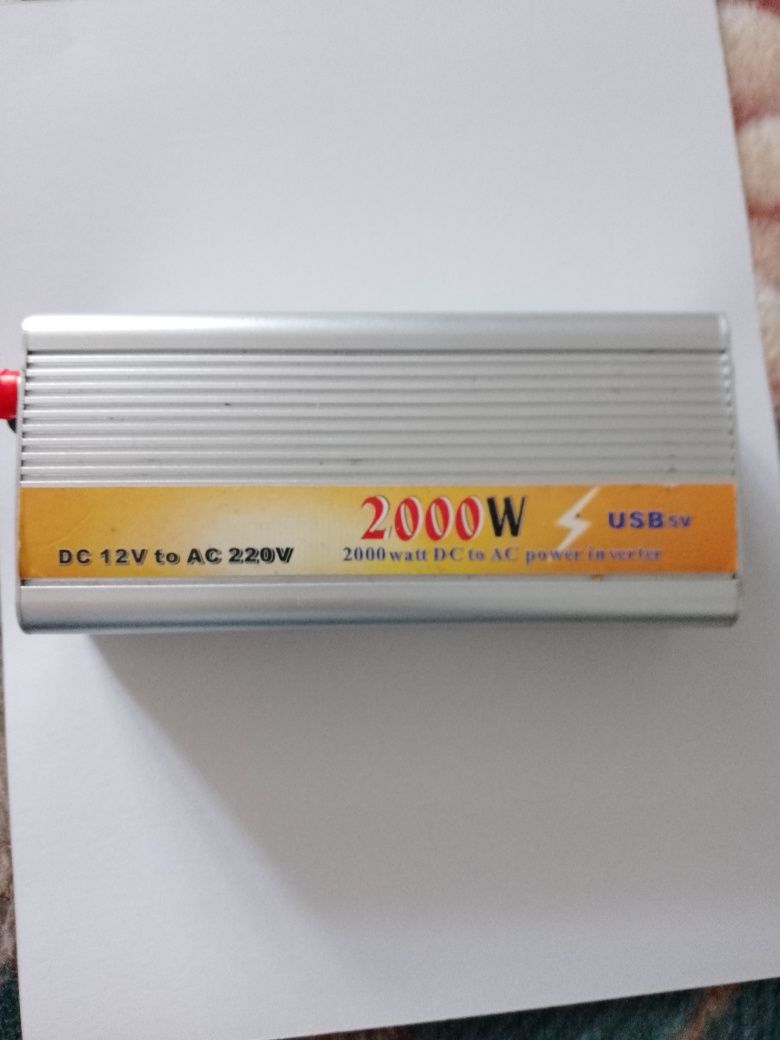 2000W
USB 5V
DC 12V to AC 220V
2000 watt DC to AC power inverter